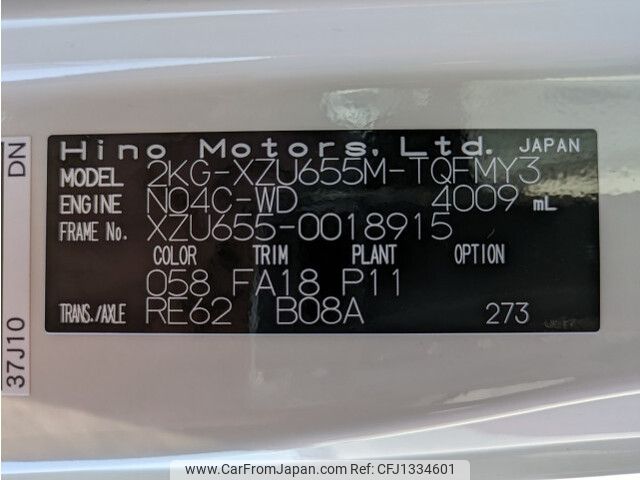 Hino Motors, Ltd. JAPAN
MODEL 2KG-XZU655M-TQFMY3
ENGINE N04C-WD 4009 mL
FRAME No. XZU655-0018915
COLOR TRIM PLANT OPTION
058 FA18 P11
TRANS./AXLE RE62 B08A 273
37J10 DN
www.CarFromJapan.com - CFJ1334601